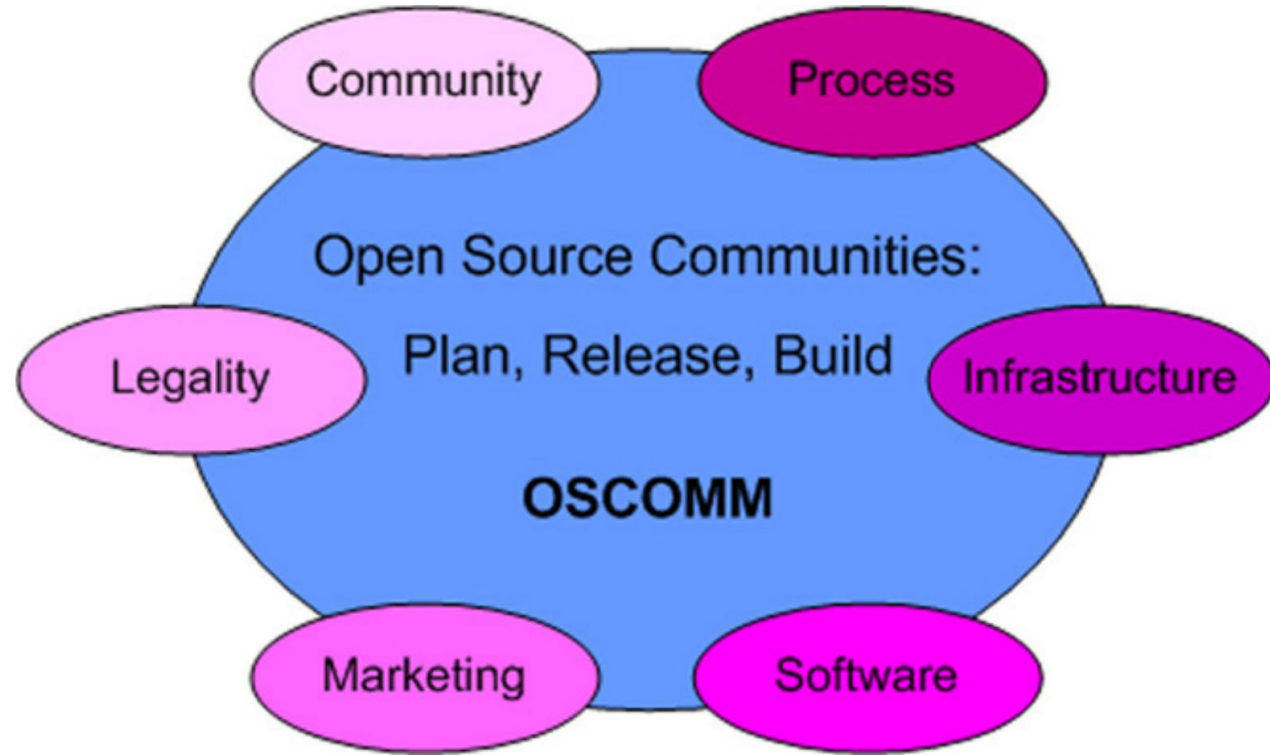 Community
Process
Open Source Communities:
Plan, Release, Build
Legality
Infrastructure
OSCOMM
Marketing
Software